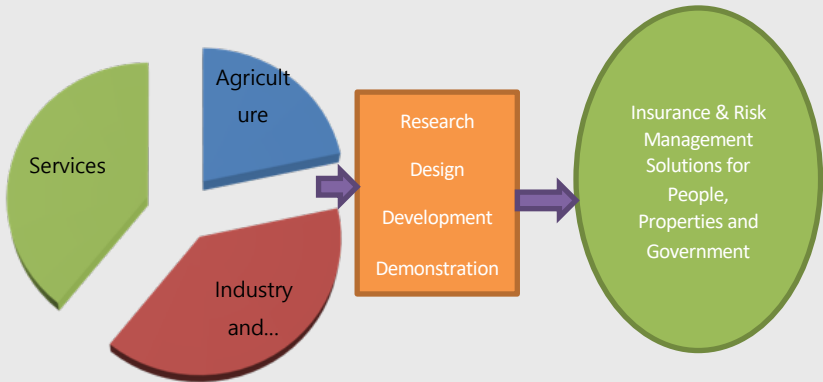 Agricult
ure
Services
Industry
and...
Research
Design
Development
Demonstration
Insurance & Risk
Management
Solutions for
People,
Properties and
Government